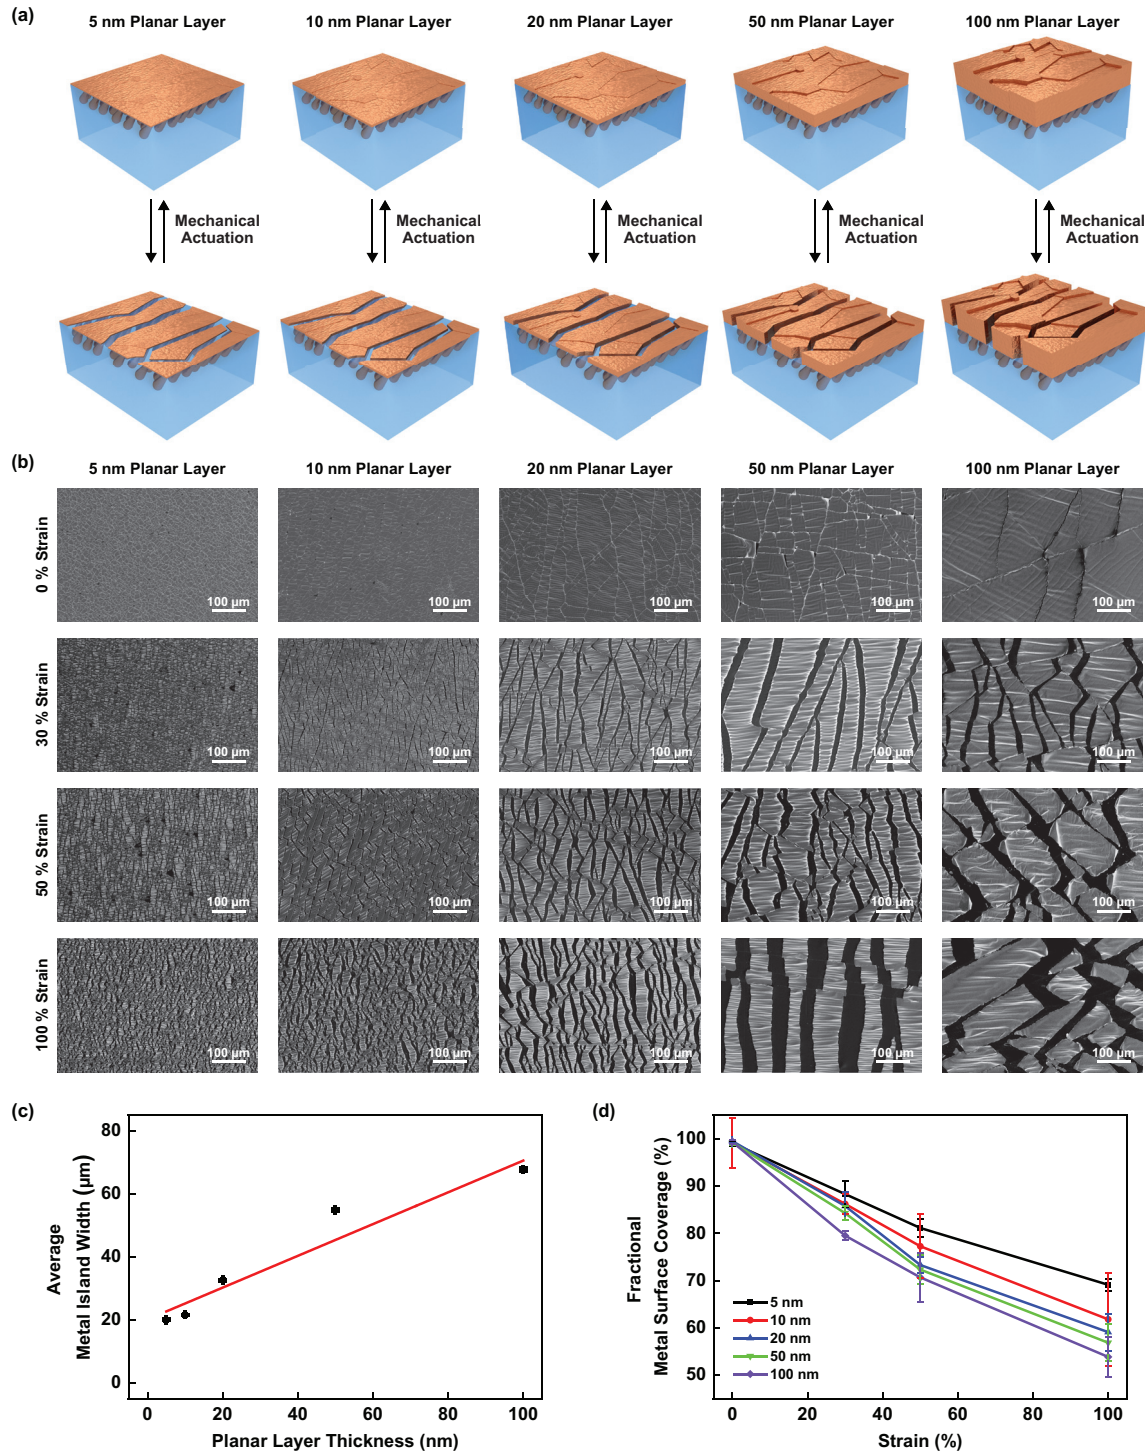 (a)
5 nm Planar Layer
10 nm Planar Layer
20 nm Planar Layer
50 nm Planar Layer
100 nm Planar Layer
Mechanical
Actuation
Mechanical
Actuation
Mechanical
Actuation
Mechanical
Actuation
Mechanical
Actuation
(b)
5 nm Planar Layer
10 nm Planar Layer
20 nm Planar Layer
50 nm Planar Layer
100 nm Planar Layer
0 % Strain
100 µm
100 µm
100 µm
100 µm
100 µm
30 % Strain
100 µm
100 µm
100 µm
100 µm
100 µm
50 % Strain
100 µm
100 µm
100 µm
100 µm
100 µm
100 % Strain
100 µm
100 µm
100 µm
100 µm
100 µm
(c)
Average
Metal Island Width (µm)
80
60
40
20
0
0
20
40
60
80
100
Planar Layer Thickness (nm)
(d)
Fractional
Metal Surface Coverage (%)
100
90
80
70
60
50
5 nm
10 nm
20 nm
50 nm
100 nm
0
20
40
60
80
100
Strain (%)